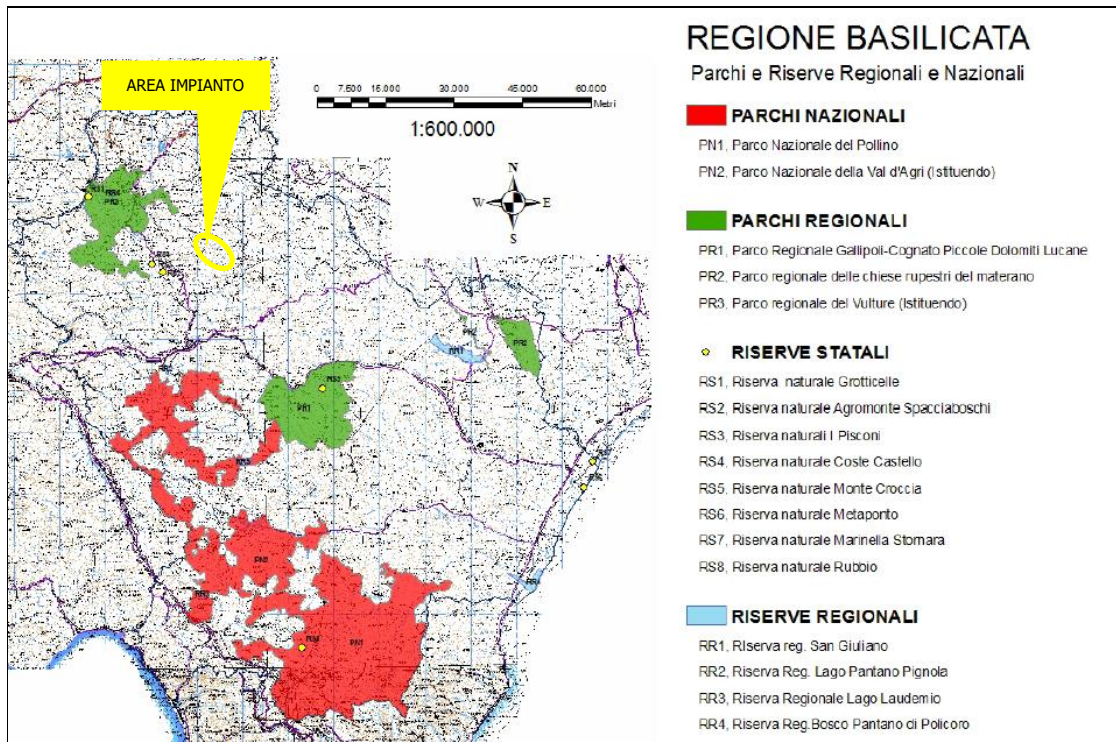 AREA IMPIANTO
0 7.500 15.000 30.000 45.000 60.000
Metri
1:600.000
N
W E
S
PR1
PR2
RR1
PN2
PN1
REGIONE BASILICATA
Parchi e Riserve Regionali e Nazionali
PARCHI NAZIONALI
PN1, Parco Nazionale del Pollino
PN2, Parco Nazionale della Val d'Agri (Istituendo)
PARCHI REGIONALI
PR1, Parco Regionale Gallipoli-Cognato Piccole Dolomiti Lucane
PR2, Parco regionale delle chiese rupestri del materano
PR3, Parco regionale del Vulture (Istituendo)
RISERVE STATALI
RS1, Riserva naturale Grotticelle
RS2, Riserva naturale Agromonte Spacciaboschi
RS3, Riserva naturali I Pisconi
RS4, Riserva naturale Coste Castello
RS5, Riserva naturale Monte Croccia
RS6, Riserva naturale Metaponto
RS7, Riserva naturale Marinella Stornara
RS8, Riserva naturale Rubbio
RISERVE REGIONALI
RR1, Riserva reg. San Giuliano
RR2, Riserva Reg. Lago Pantano Pignola
RR3, Riserva Regionale Lago Laudemio
RR4, Riserva Reg.Bosco Pantano di Policoro